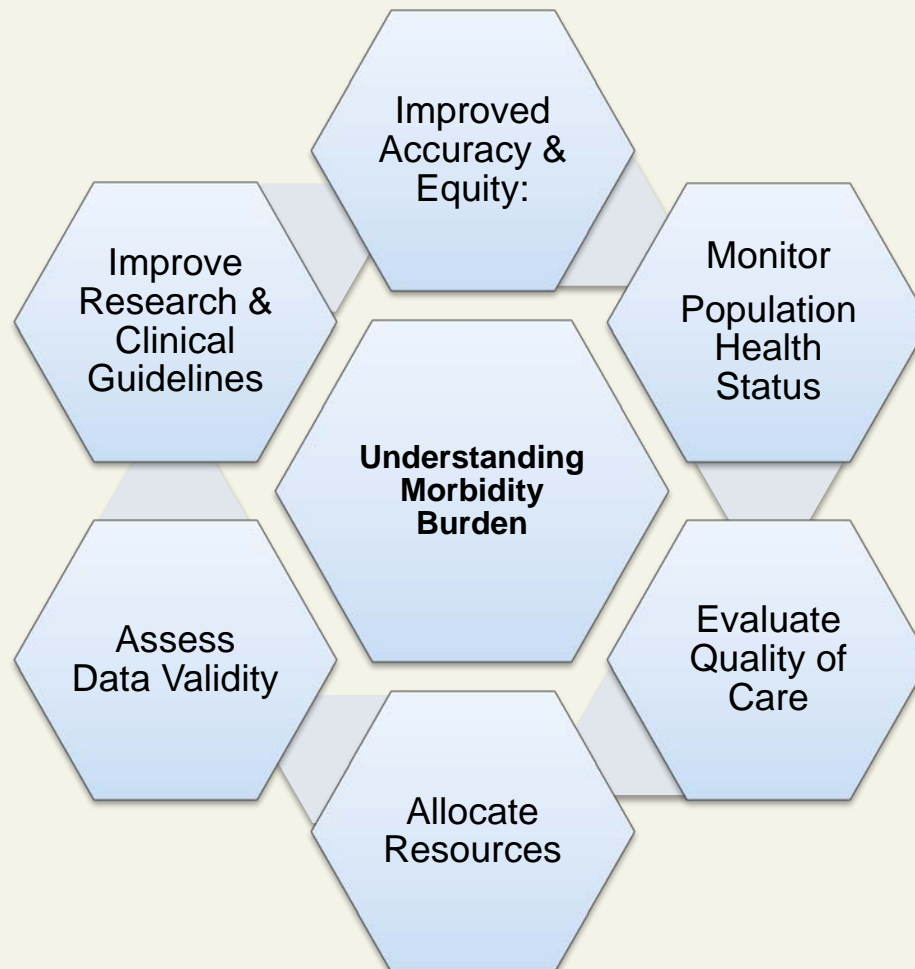 Improved
Accuracy &
Equity:
Monitor
Population
Health
Status
Evaluate
Quality of
Care
Allocate
Resources
Assess
Data Validity
Improve
Research &
Clinical
Guidelines
Understanding
Morbidity
Burden